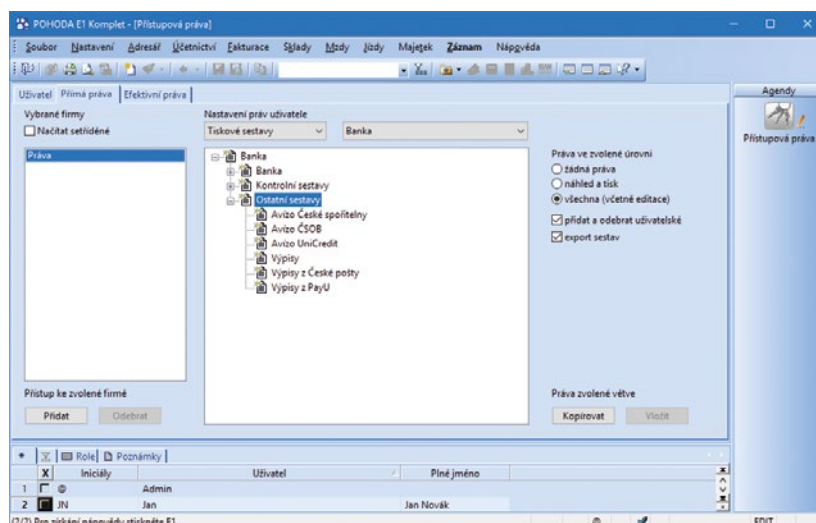 POHODA E1 Komplet - [Přístupová práva]
Soubor Nastavení Adresář Účetnictví Fakturace Sklady Mzdy Jízdy Majetek Záznam Nápověda
Uživatel Přímá práva Efektivní práva
Agendy
Přístupová práva
Vybrané firmy
Načítat setříděné
Práva
Nastavení práv uživatele
Tiskové sestavy Banka
Banka
Banka
Kontrolní sestavy
Ostatní sestavy
Avízo České spořitelny
Avízo ČSOB
Avízo UniCredit
Výpisy
Výpisy z České pošty
Výpisy z PayU
Práva ve zvolené úrovni
žádná práva
náhled a tisk
všechna (včetně editace)
přidat a odebrat uživatelské
export sestav
Přístup ke zvolené firmě
Přidat Odebrat
Práva zvolené větve
Kopírovat Vložit
* Role Poznámky
X Iniciály Uživatel Plné jméno
1 @ Admin
2 JN Jan Jan Novák
(2/2) Pro získání nápovědy stiskněte F1. @ EDIT